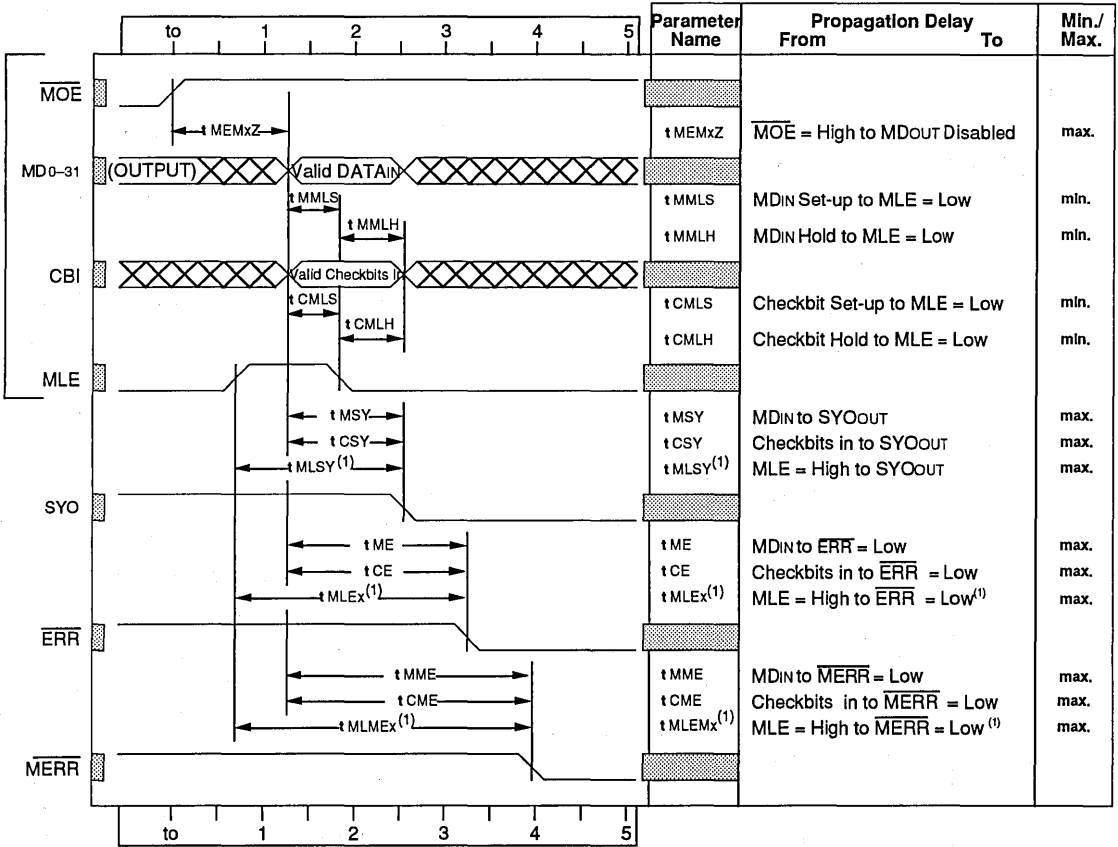 to 1 2 3 4 5
Parameter Name
Propagation Delay
From To
Min./ Max.
MOE
t MEMxZ
t MEMxZ MOE = High to MDOUT Disabled max.
MD0–31
(OUTPUT)
Valid DATAIN
t MMLS
t MMLS MDIN Set-up to MLE = Low min.
t MMLH
t MMLH MDIN Hold to MLE = Low min.
CBI
Valid Checkbits In
t CMLS
t CMLS Checkbit Set-up to MLE = Low min.
t CMLH
t CMLH Checkbit Hold to MLE = Low min.
MLE
t MSY
t MSY MDIN to SYOOUT max.
t CSY
t CSY Checkbits in to SYOOUT max.
t MLSY(1)
t MLSY(1) MLE = High to SYOOUT max.
SYO
t ME
t ME MDIN to ERR = Low max.
t CE
t CE Checkbits in to ERR = Low max.
t MLEx(1)
t MLEx(1) MLE = High to ERR = Low(1) max.
ERR
t MME
t MME MDIN to MERR = Low max.
t CME
t CME Checkbits in to MERR = Low max.
t MLMEx(1)
t MLEMx(1) MLE = High to MERR = Low (1) max.
MERR
to 1 2 3 4 5